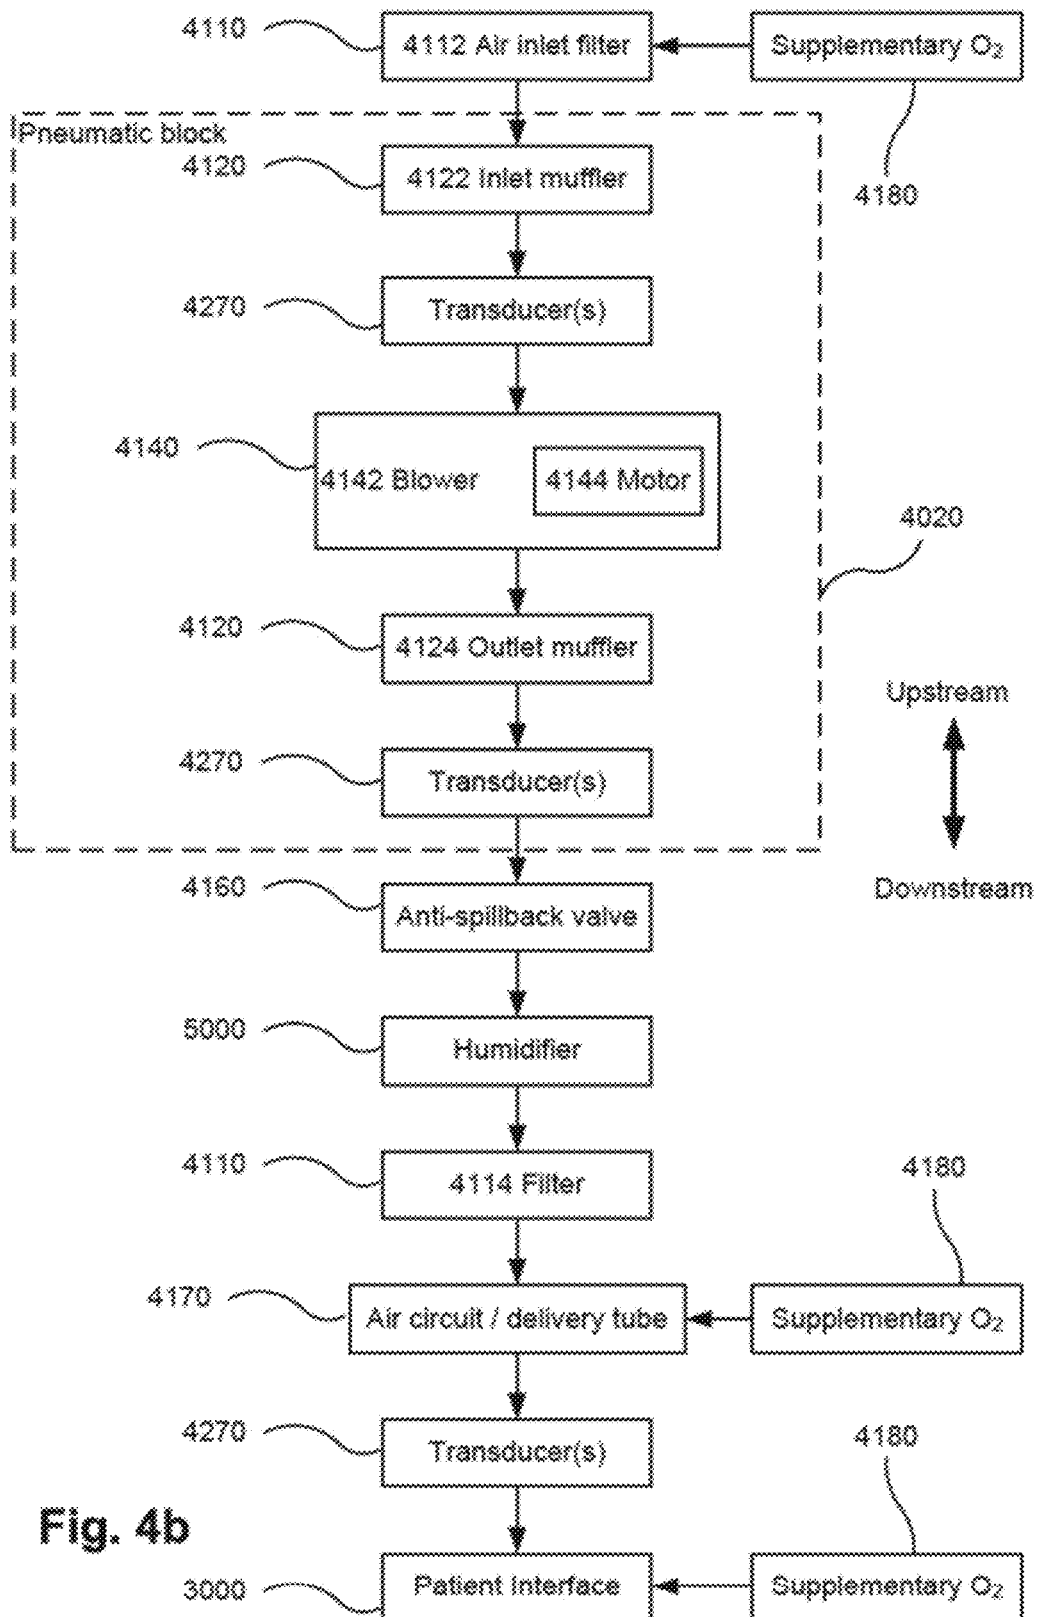 4110
4112 Air inlet filter
Supplementary O₂
Pneumatic block
4120
4122 Inlet muffler
4180
4270
Transducer(s)
4140
4142 Blower
4144 Motor
4020
4120
4124 Outlet muffler
Upstream
4270
Transducer(s)
4160
Downstream
Anti-spillback valve
5000
Humidifier
4110
4114 Filter
4180
4170
Air circuit / delivery tube
Supplementary O₂
4270
Transducer(s)
4180
Fig. 4b
3000
Patient Interface
Supplementary O₂